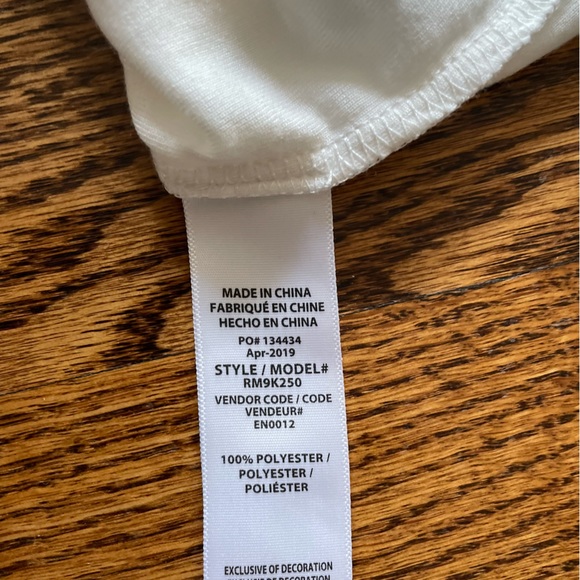 MADE IN CHINA
FABRIQUÉ EN CHINE
HECHO EN CHINA
PO# 134434
Apr-2019
STYLE / MODEL#
RM9K250
VENDOR CODE / CODE
VENDEUR#
EN0012
100% POLYESTER /
POLYESTER /
POLIÉSTER
EXCLUSIVE OF DECORATION